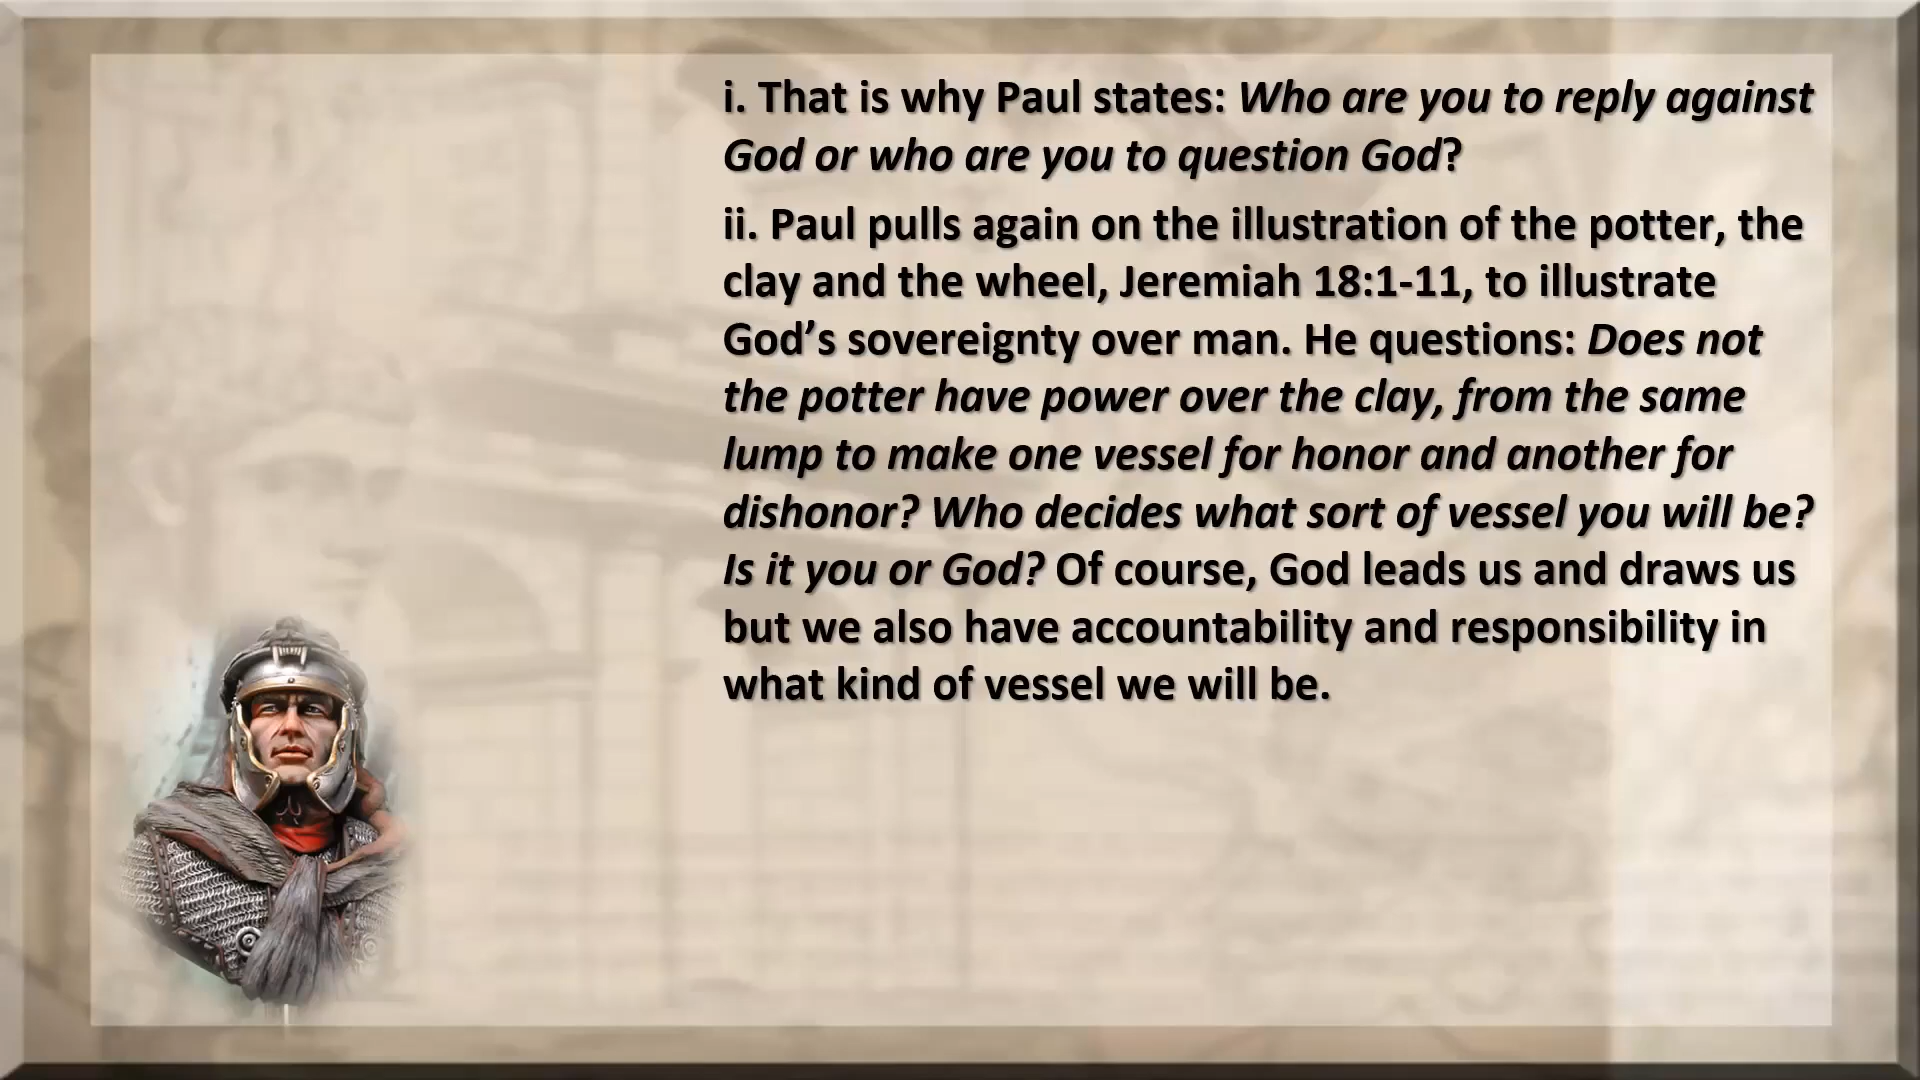 i. That is why Paul states: Who are you to reply against
God or who are you to question God?
ii. Paul pulls again on the illustration of the potter, the
clay and the wheel, Jeremiah 18:1-11, to illustrate
God’s sovereignty over man. He questions: Does not
the potter have power over the clay, from the same
lump to make one vessel for honor and another for
dishonor? Who decides what sort of vessel you will be?
Is it you or God? Of course, God leads us and draws us
but we also have accountability and responsibility in
what kind of vessel we will be.